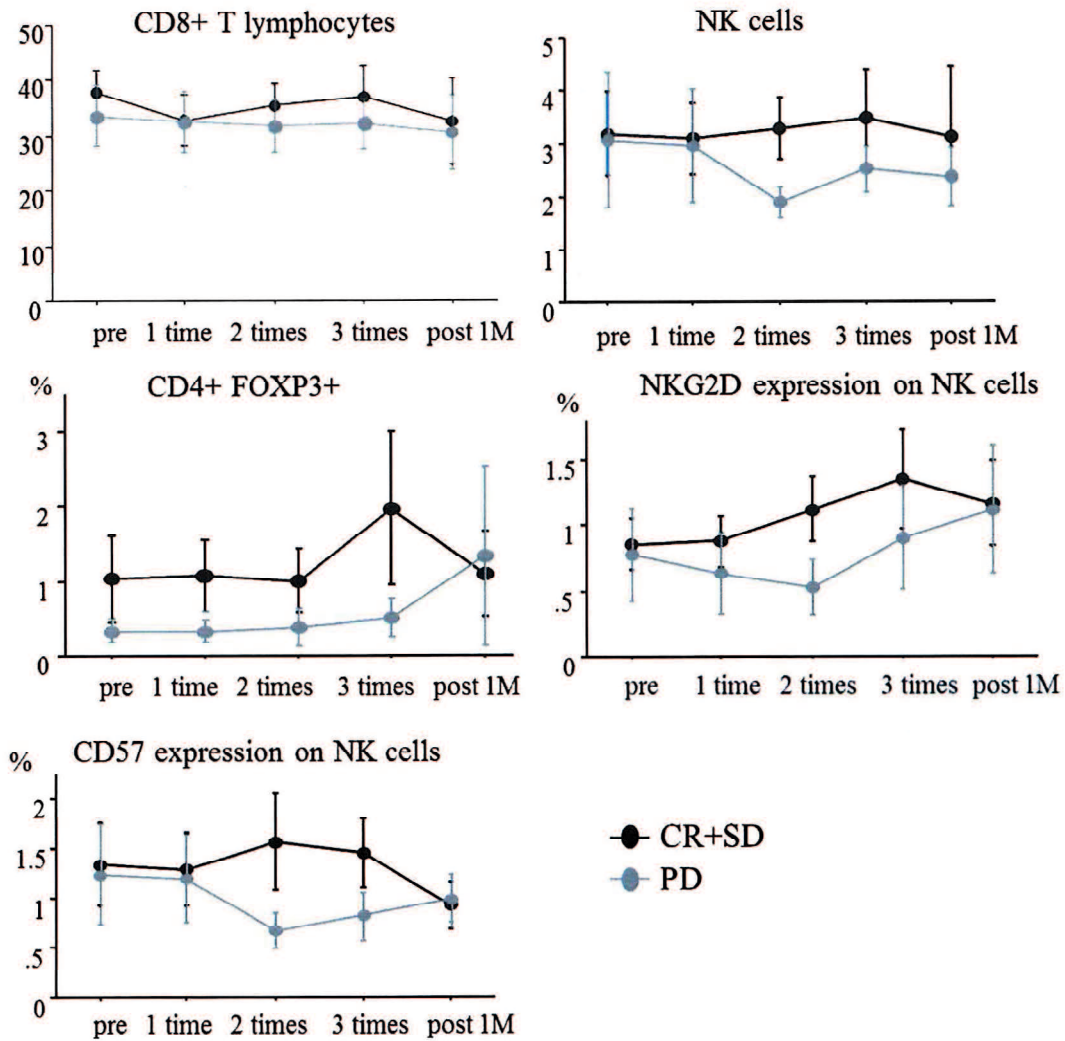 CD8+ T lymphocytes
50
40
30
20
10
0
pre 1 time 2 times 3 times post 1M
NK cells
5
4
3
2
1
0
pre 1 time 2 times 3 times post 1M
%
CD4+ FOXP3+
3
2
1
0
pre 1 time 2 times 3 times post 1M
NKG2D expression on NK cells
%
1.5
1
.5
0
pre 1 time 2 times 3 times post 1M
%
CD57 expression on NK cells
2
1.5
1
.5
0
pre 1 time 2 times 3 times post 1M
CR+SD
PD